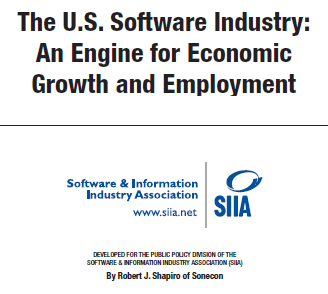 The U.S. Software Industry:
An Engine for Economic
Growth and Employment
Software & Information
Industry Association
www.siia.net
SIIA
DEVELOPED FOR THE PUBLIC POLICY DIVISION OF THE
SOFTWARE & INFORMATION INDUSTRY ASSOCIATION (SIIA)
By Robert J. Shapiro of Sonecon